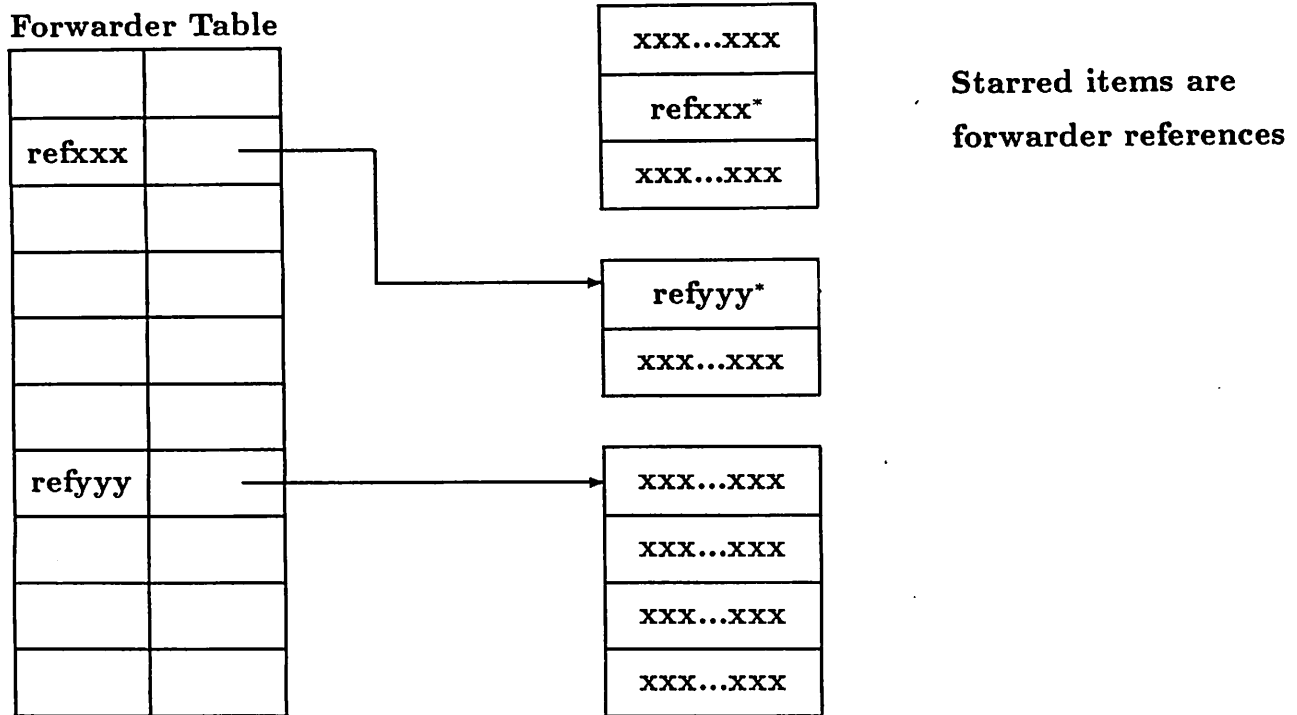 Forwarder Table
refxxx
refyyy
xxx...xxx
refxxx*
xxx...xxx
refyyy*
xxx...xxx
xxx...xxx
xxx...xxx
xxx...xxx
xxx...xxx
Starred items are
forwarder references